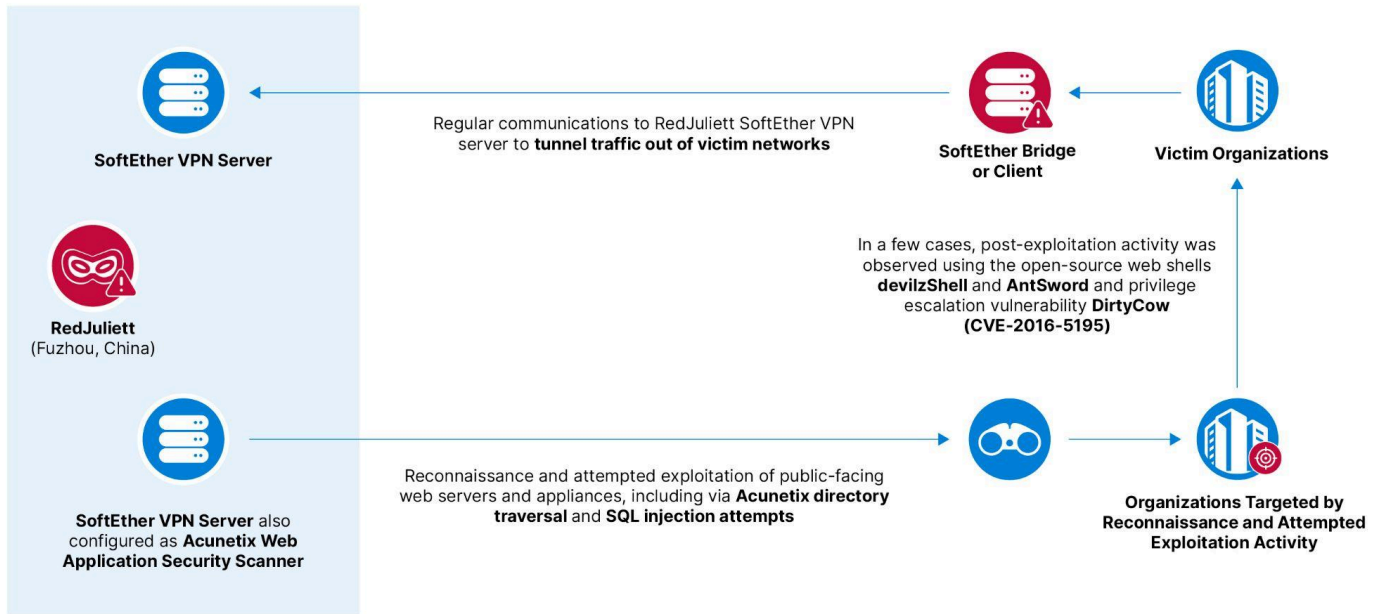 SoftEther VPN Server
Regular communications to RedJuliett SoftEther VPN
server to tunnel traffic out of victim networks
SoftEther Bridge
or Client
Victim Organizations
RedJuliett
(Fuzhou, China)
In a few cases, post-exploitation activity was
observed using the open-source web shells
devilzShell and AntSword and privilege
escalation vulnerability DirtyCow
(CVE-2016-5195)
SoftEther VPN Server also
configured as Acunetix Web
Application Security Scanner
Reconnaissance and attempted exploitation of public-facing
web servers and appliances, including via Acunetix directory
traversal and SQL injection attempts
Organizations Targeted by
Reconnaissance and Attempted
Exploitation Activity